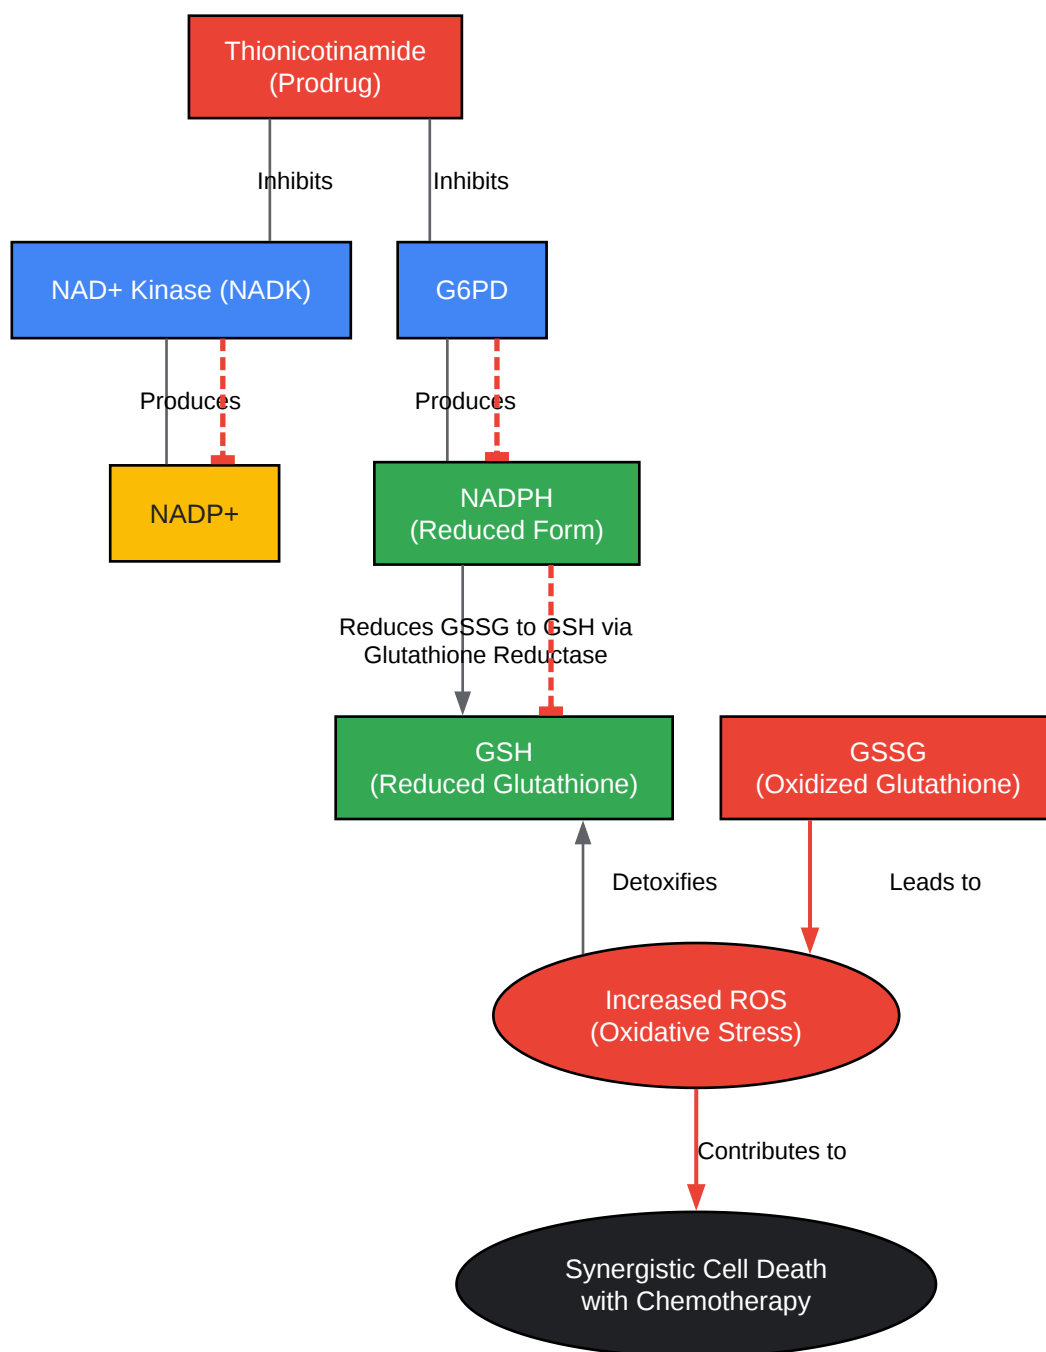 Thionicotinamide
(Prodrug)
Inhibits
Inhibits
NAD+ Kinase (NADK)
G6PD
Produces
Produces
NADP+
NADPH
(Reduced Form)
Reduces GSSG to GSH via
Glutathione Reductase
GSH
(Reduced Glutathione)
GSSG
(Oxidized Glutathione)
Detoxifies
Leads to
Increased ROS
(Oxidative Stress)
Contributes to
Synergistic Cell Death
with Chemotherapy